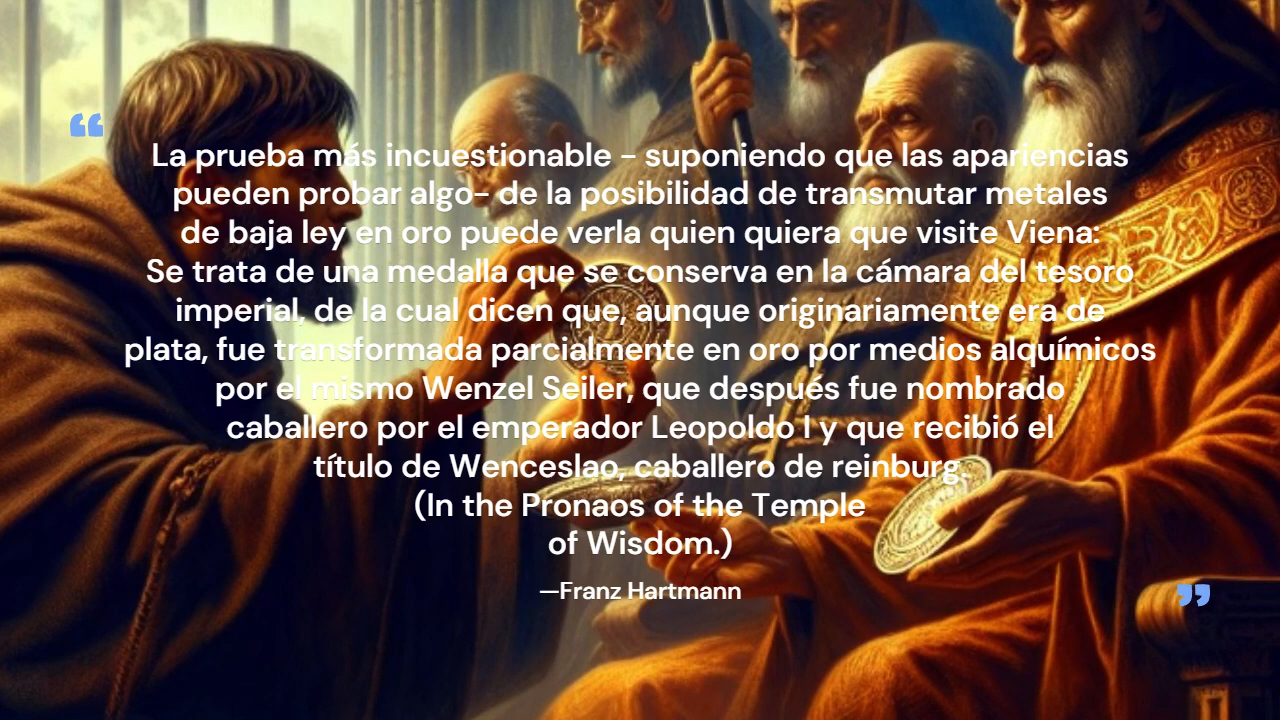 “
La prueba más incuestionable - suponiendo que las apariencias
pueden probar algo- de la posibilidad de transmutar metales
de baja ley en oro puede verla quien quiera que visite Viena:
Se trata de una medalla que se conserva en la cámara del tesoro
imperial, de la cual dicen que, aunque originariamente era de
plata, fue transformada parcialmente en oro por medios alquímicos
por el mismo Wenzel Seiler, que después fue nombrado
caballero por el emperador Leopoldo I y que recibió el
título de Wenceslao, caballero de reinburg.
(In the Pronaos of the Temple
of Wisdom.)
—Franz Hartmann
”